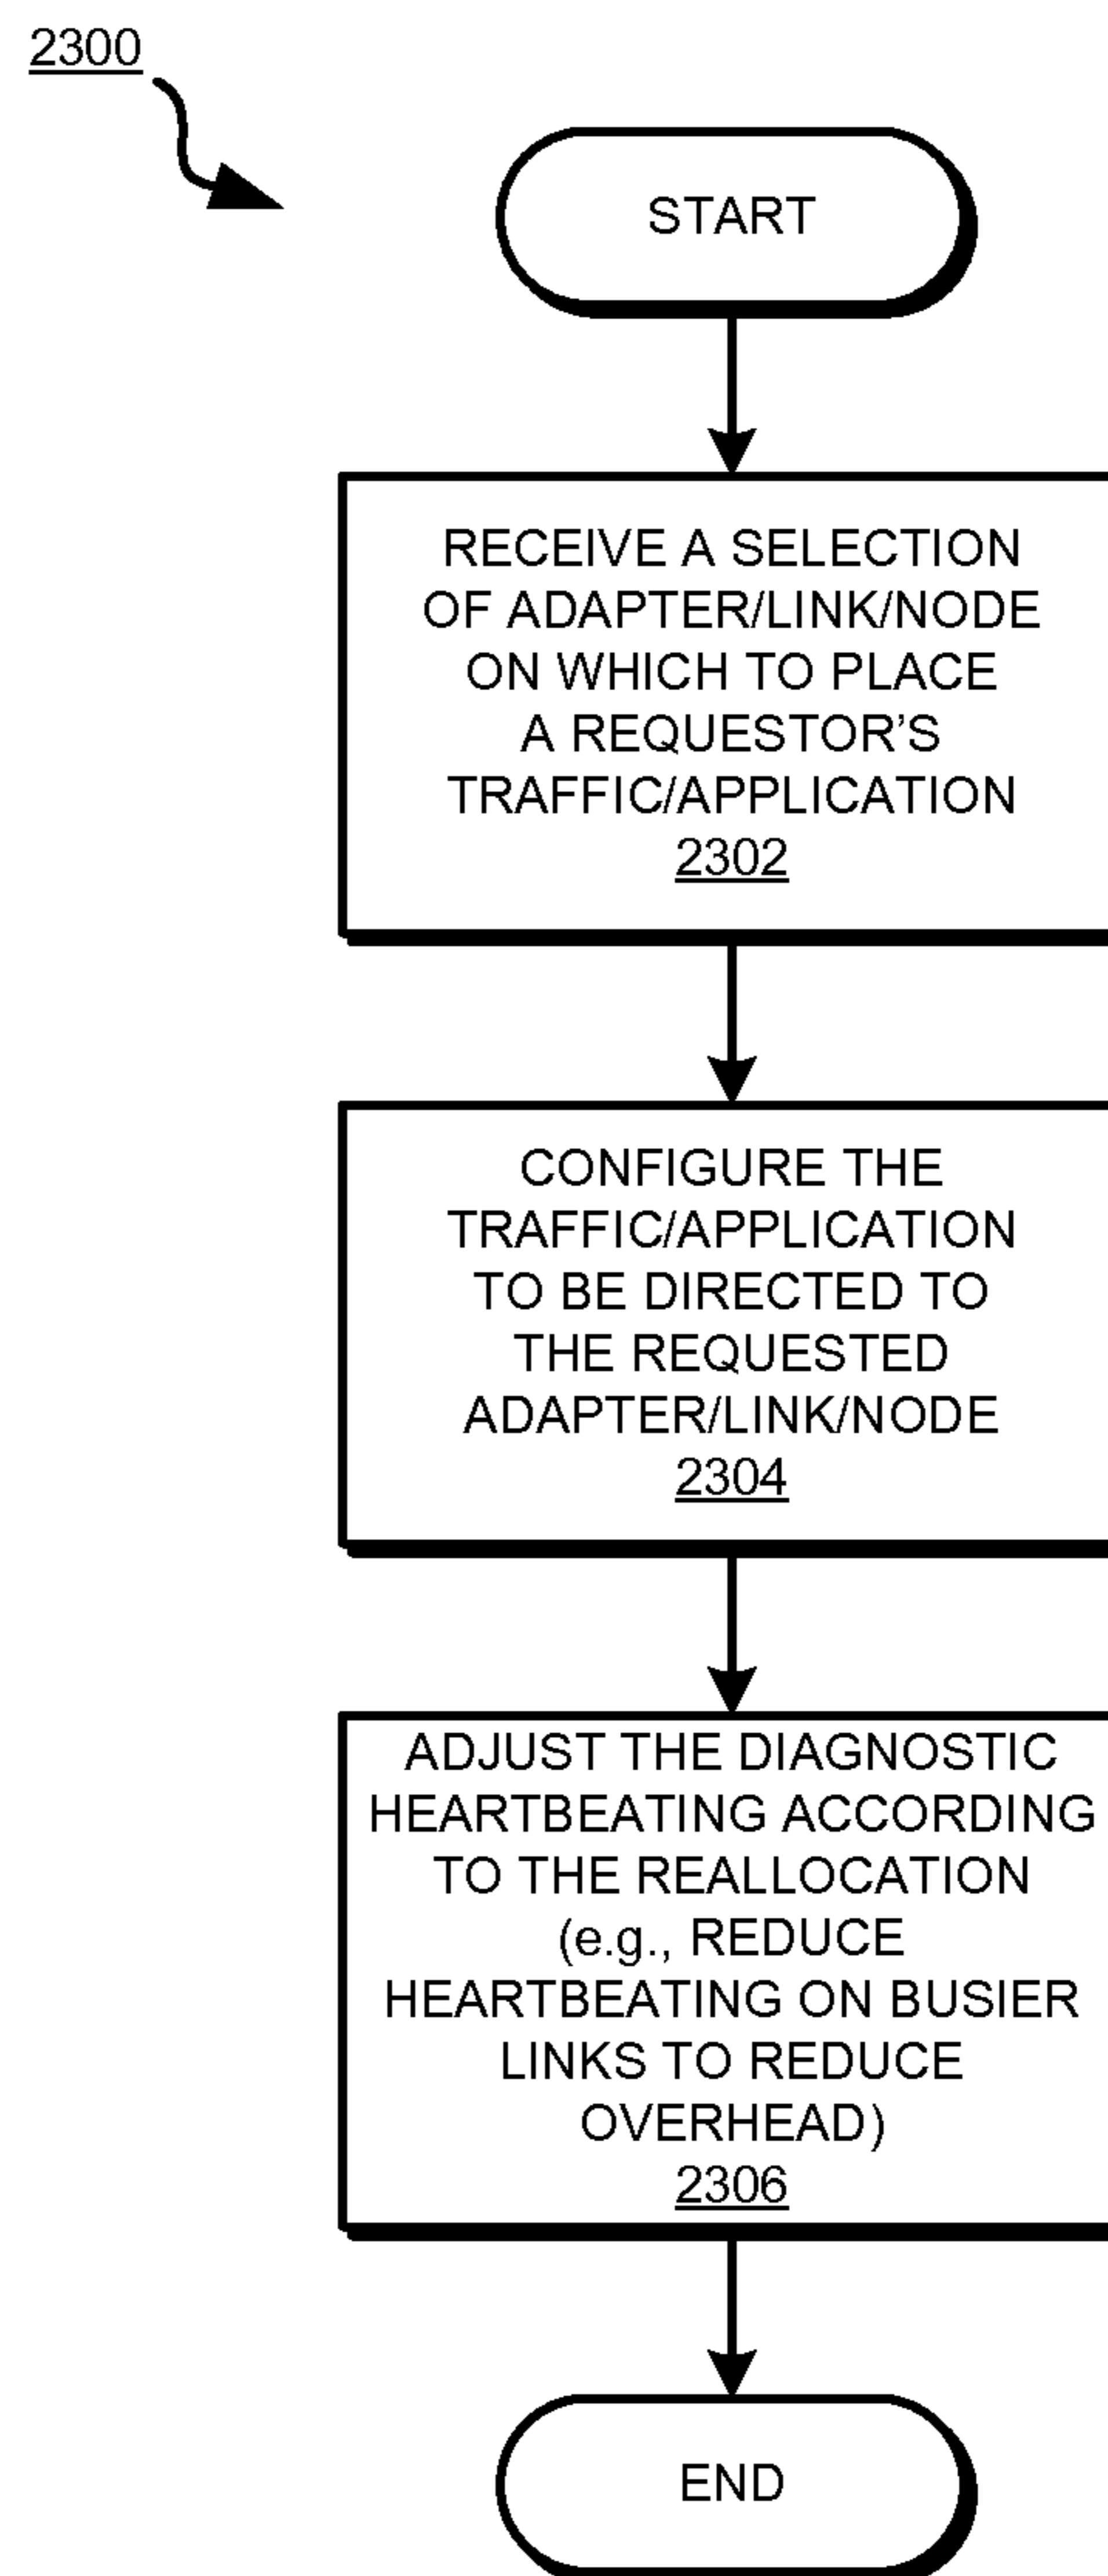 2300
START
RECEIVE A SELECTION
OF ADAPTER/LINK/NODE
ON WHICH TO PLACE
A REQUESTOR’S
TRAFFIC/APPLICATION
2302
CONFIGURE THE
TRAFFIC/APPLICATION
TO BE DIRECTED TO
THE REQUESTED
ADAPTER/LINK/NODE
2304
ADJUST THE DIAGNOSTIC
HEARTBEATING ACCORDING
TO THE REALLOCATION
(e.g., REDUCE
HEARTBEATING ON BUSIER
LINKS TO REDUCE
OVERHEAD)
2306
END